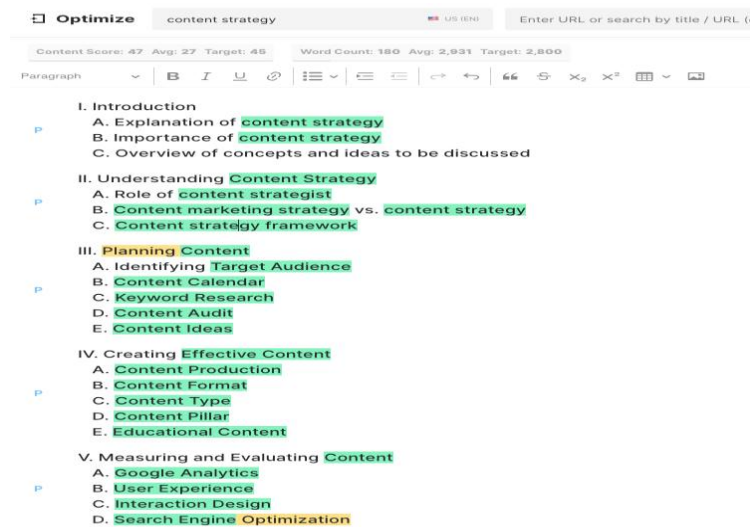 Optimize
content strategy
US (EN)
Enter URL or search by title / URL (
Content Score: 47 Avg: 27 Target: 45
Word Count: 180 Avg: 2,931 Target: 2,800
Paragraph
B I U
S X₂ X²
I. Introduction
A. Explanation of content strategy
B. Importance of content strategy
C. Overview of concepts and ideas to be discussed
P
II. Understanding Content Strategy
A. Role of content strategist
B. Content marketing strategy vs. content strategy
C. Content strategy framework
P
III. Planning Content
A. Identifying Target Audience
B. Content Calendar
C. Keyword Research
D. Content Audit
E. Content Ideas
P
IV. Creating Effective Content
A. Content Production
B. Content Format
C. Content Type
D. Content Pillar
E. Educational Content
P
V. Measuring and Evaluating Content
A. Google Analytics
B. User Experience
C. Interaction Design
D. Search Engine Optimization
P